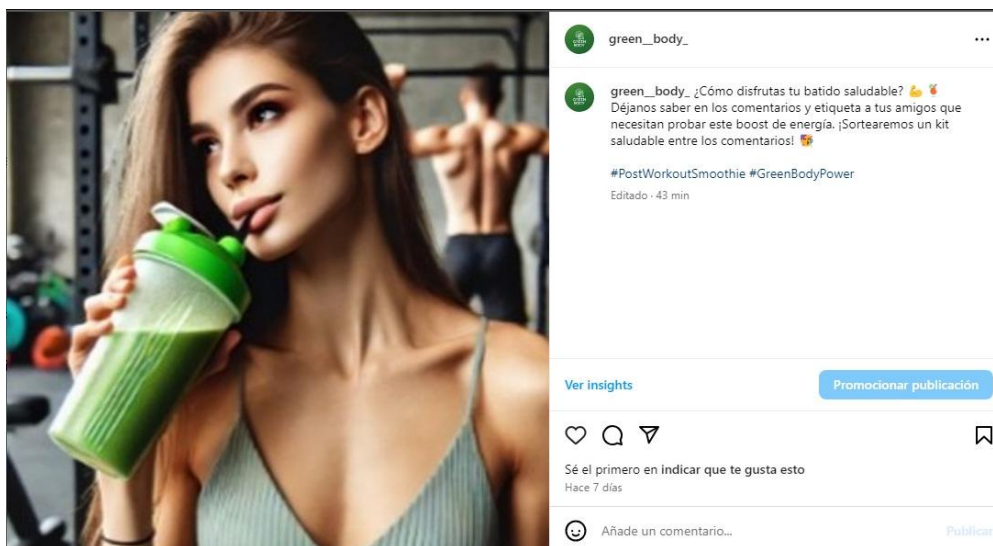 green__body_
green__body_ ¿Cómo disfrutas tu batido saludable? 💪 🍹
Déjanos saber en los comentarios y etiqueta a tus amigos que
necesitan probar este boost de energía. ¡Sortearemos un kit
saludable entre los comentarios! 🎁
#PostWorkoutSmoothie #GreenBodyPower
Editado · 43 min
Ver insights
Promocionar publicación
Sé el primero en indicar que te gusta esto
Hace 7 días
Añade un comentario...
Publicar